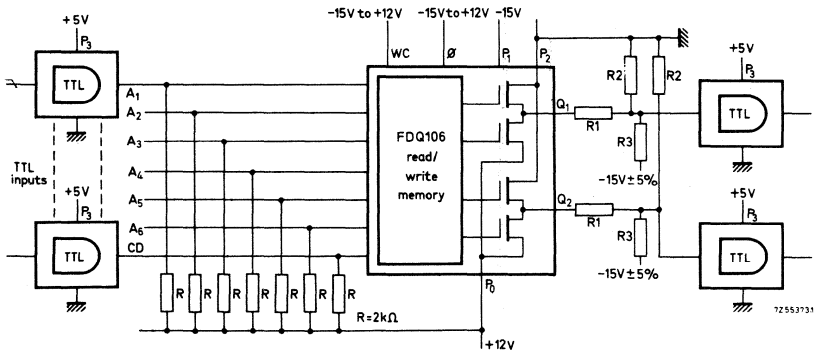 -15V to +12V
-15V to +12V
-15V
+5V
P3
TTL
WC
Ø
P1
P2
R2
R2
+5V
P3
TTL
A1
A2
A3
A4
A5
A6
CD
TTL inputs
+5V
P3
TTL
FDQ106
read/
write
memory
Q1
R1
R3
-15V±5%
Q2
R1
R3
-15V±5%
+5V
P3
TTL
R
R
R
R
R
R
R
R=2kΩ
P0
+12V
7Z55373.1